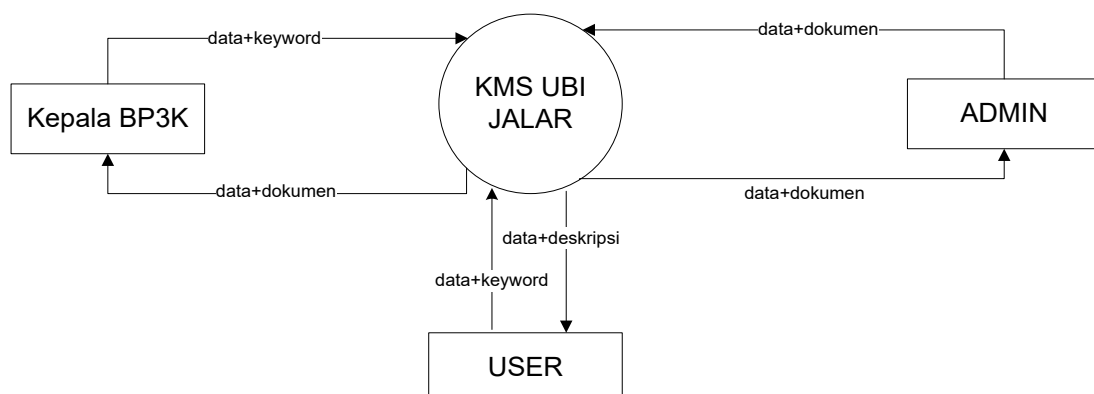 data+keyword
data+dokumen
KMS UBI
JALAR
Kepala BP3K
ADMIN
data+dokumen
data+dokumen
data+deskripsi
data+keyword
USER